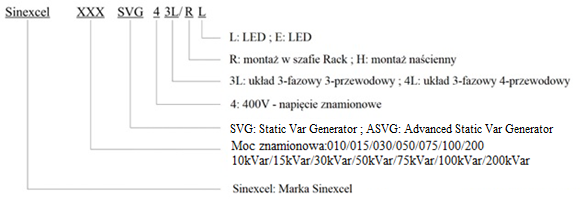 Sinexcel XXX SVG 4 3L/R L
L: LED ; E: LED
R: montaż w szafie Rack ; H: montaż naścienny
3L: układ 3-fazowy 3-przewodowy ; 4L: układ 3-fazowy 4-przewodowy
4: 400V - napięcie znamionowe
SVG: Static Var Generator ; ASVG: Advanced Static Var Generator
Moc znamionowa:010/015/030/050/075/100/200
10kVar/15kVar/30kVar/50kVar/75kVar/100kVar/200kVar
Sinexcel: Marka Sinexcel